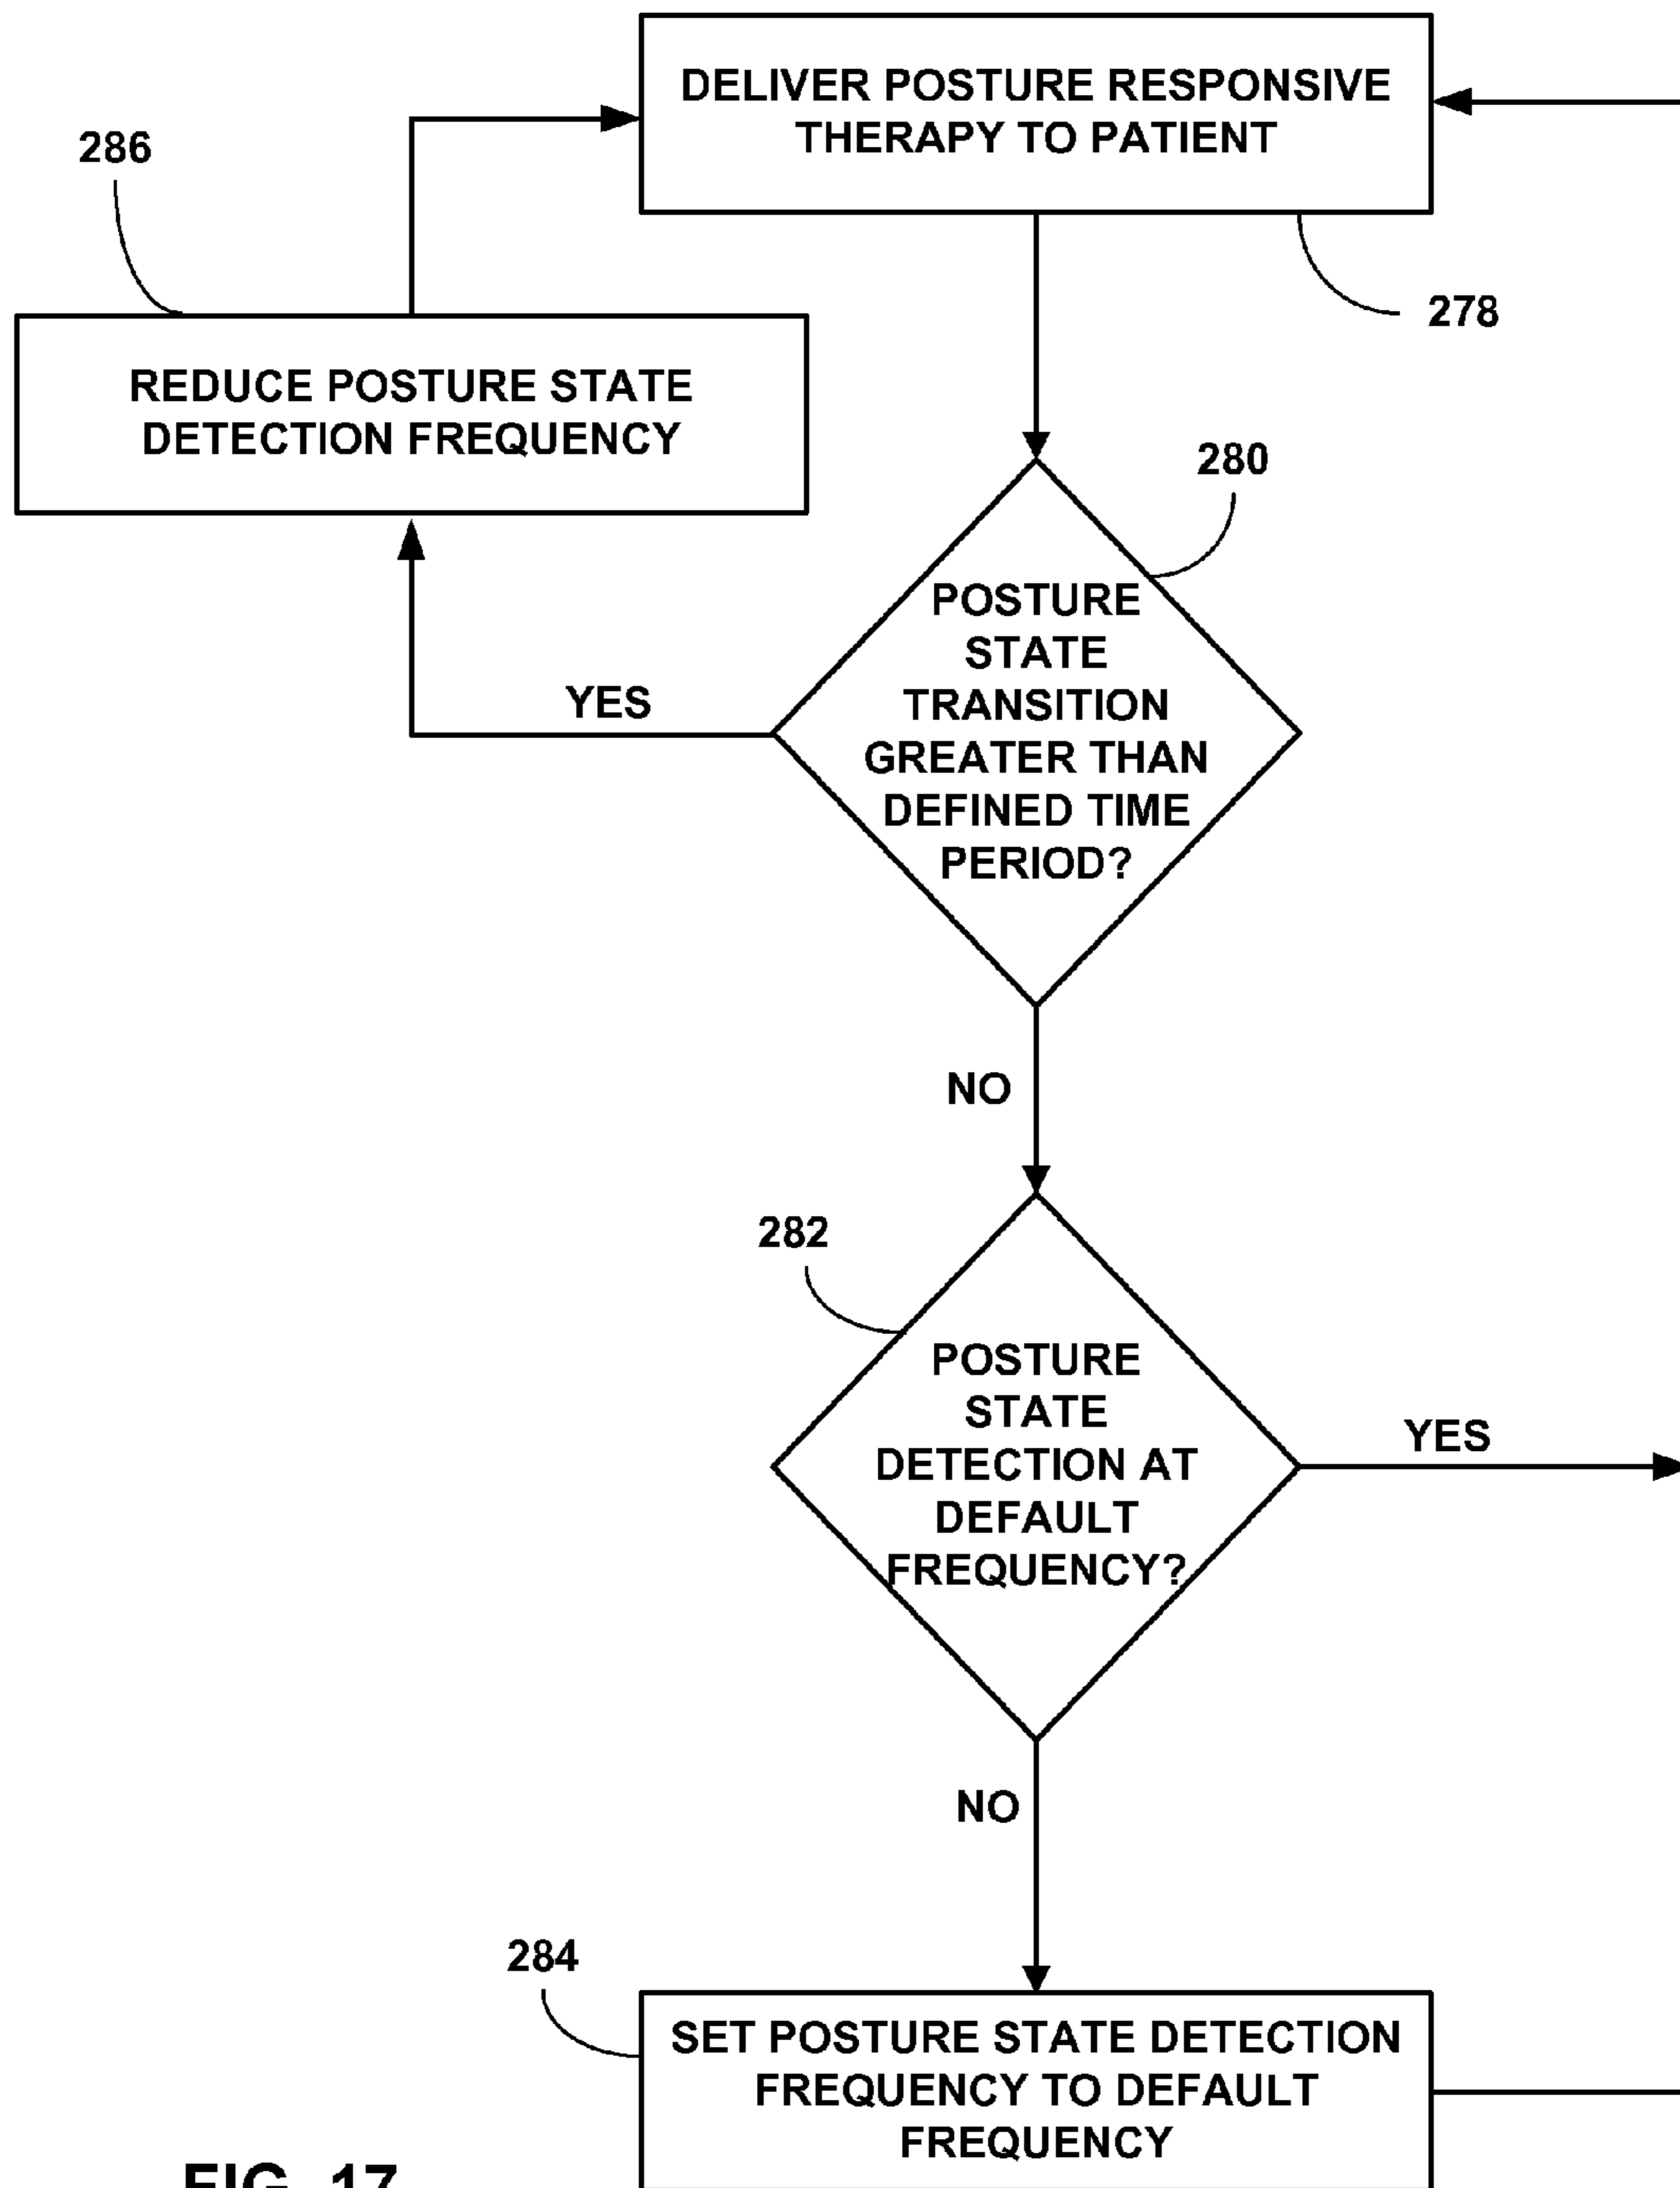 DELIVER POSTURE RESPONSIVE
THERAPY TO PATIENT
286
278
REDUCE POSTURE STATE
DETECTION FREQUENCY
280
POSTURE
STATE
TRANSITION
GREATER THAN
DEFINED TIME
PERIOD?
YES
NO
282
POSTURE
STATE
DETECTION AT
DEFAULT
FREQUENCY?
YES
NO
284
SET POSTURE STATE DETECTION
FREQUENCY TO DEFAULT
FREQUENCY
FIG. 17